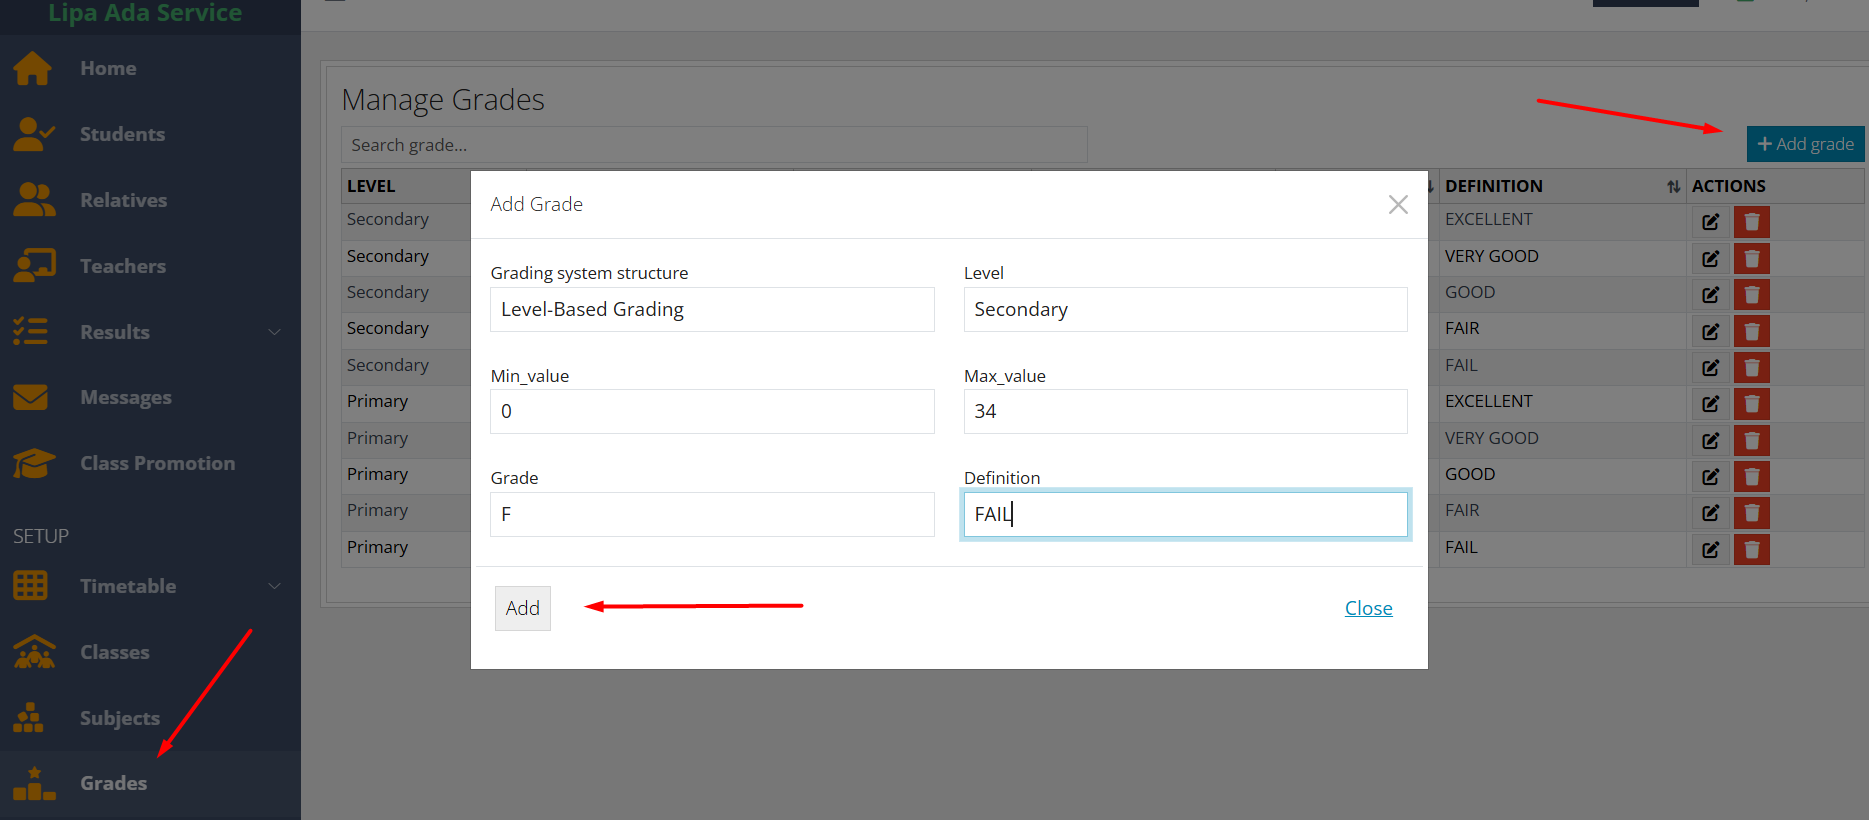 Lipa Ada Service
Home
Students
Relatives
Teachers
Results
Messages
Class Promotion
SETUP
Timetable
Classes
Subjects
Grades
Manage Grades
Search grade...
Add grade
LEVEL DEFINITION ACTIONS
Secondary EXCELLENT
Secondary VERY GOOD
Secondary GOOD
Secondary FAIR
Secondary FAIL
Primary EXCELLENT
Primary VERY GOOD
Primary GOOD
Primary FAIR
Primary FAIL
Add Grade
Grading system structure Level
Level-Based Grading Secondary
Min_value Max_value
0 34
Grade Definition
F FAIL
Add Close